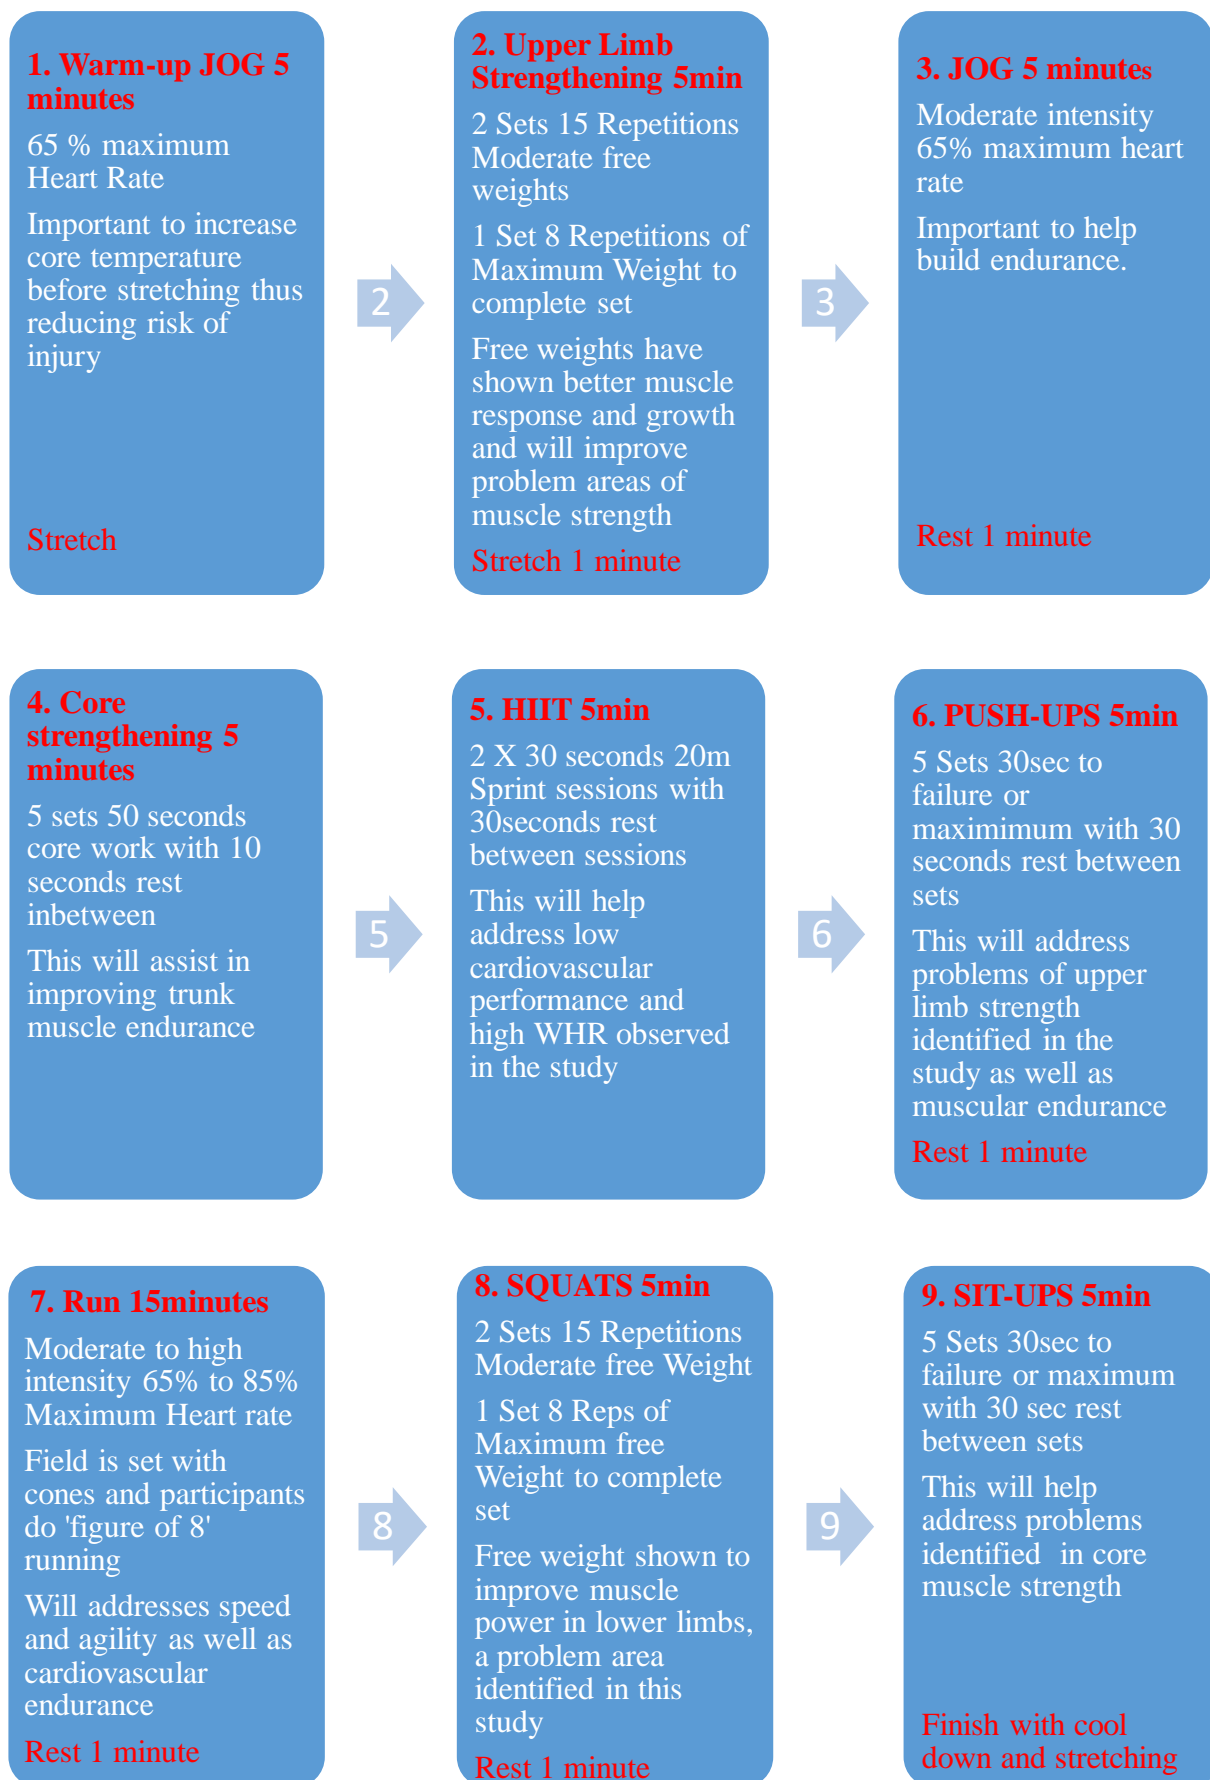 1. Warm-up JOG 5
minutes
65 % maximum
Heart Rate
Important to increase
core temperature
before stretching thus
reducing risk of
injury
Stretch
2
2. Upper Limb
Strengthening 5min
2 Sets 15 Repetitions
Moderate free
weights
1 Set 8 Repetitions of
Maximum Weight to
complete set
Free weights have
shown better muscle
response and growth
and will improve
problem areas of
muscle strength
Stretch 1 minute
3
3. JOG 5 minutes
Moderate intensity
65% maximum heart
rate
Important to help
build endurance.
Rest 1 minute
4. Core
strengthening 5
minutes
5 sets 50 seconds
core work with 10
seconds rest
inbetween
This will assist in
improving trunk
muscle endurance
5
5. HIIT 5min
2 X 30 seconds 20m
Sprint sessions with
30seconds rest
between sessions
This will help
address low
cardiovascular
performance and
high WHR observed
in the study
6
6. PUSH-UPS 5min
5 Sets 30sec to
failure or
maximimum with 30
seconds rest between
sets
This will address
problems of upper
limb strength
identified in the
study as well as
muscular endurance
Rest 1 minute
7. Run 15minutes
Moderate to high
intensity 65% to 85%
Maximum Heart rate
Field is set with
cones and participants
do 'figure of 8'
running
Will addresses speed
and agility as well as
cardiovascular
endurance
Rest 1 minute
8
8. SQUATS 5min
2 Sets 15 Repetitions
Moderate free Weight
1 Set 8 Reps of
Maximum free
Weight to complete
set
Free weight shown to
improve muscle
power in lower limbs,
a problem area
identified in this
study
Rest 1 minute
9
9. SIT-UPS 5min
5 Sets 30sec to
failure or maximum
with 30 sec rest
between sets
This will help
address problems
identified in core
muscle strength
Finish with cool
down and stretching